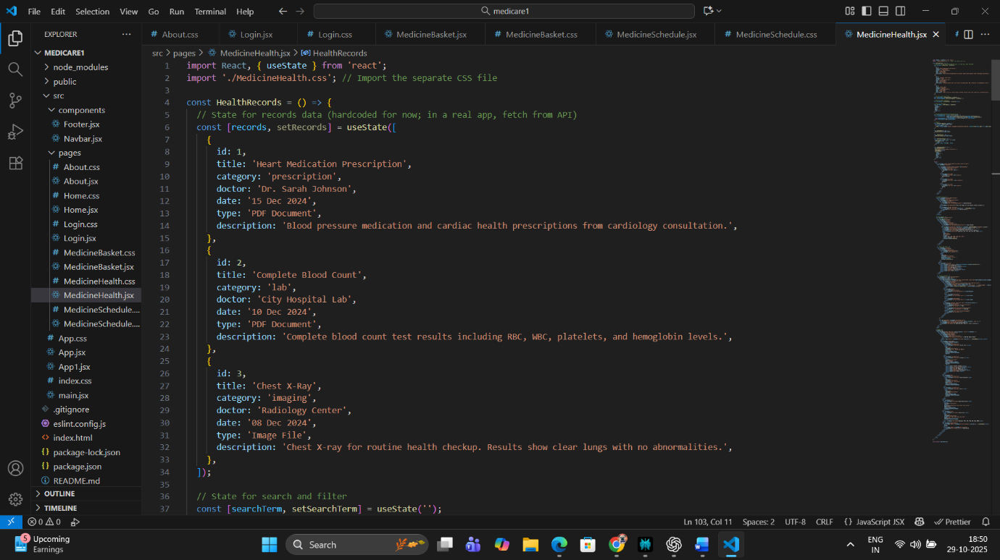 File Edit Selection View Go Run Terminal Help
medicare1
EXPLORER
About.css Login.jsx Login.css MedicineBasket.jsx MedicineBasket.css MedicineSchedule.jsx MedicineSchedule.css MedicineHealth.jsx
src > pages > MedicineHealth.jsx > HealthRecords
MEDICARE1
node_modules
public
src
components
Footer.jsx
Navbar.jsx
pages
About.css
About.jsx
Home.css
Home.jsx
Login.css
Login.jsx
MedicineBasket.css
MedicineBasket.jsx
MedicineHealth.css
MedicineHealth.jsx
MedicineSchedule....
MedicineSchedule....
App.css
App.jsx
App1.jsx
index.css
main.jsx
.gitignore
eslint.config.js
index.html
package-lock.json
package.json
README.md
OUTLINE
TIMELINE
1 import React, { useState } from 'react';
2 import './MedicineHealth.css'; // Import the separate CSS file
3
4 const HealthRecords = () => {
5 // State for records data (hardcoded for now; in a real app, fetch from API)
6 const [records, setRecords] = useState([
7 {
8 id: 1,
9 title: 'Heart Medication Prescription',
10 category: 'prescription',
11 doctor: 'Dr. Sarah Johnson',
12 date: '15 Dec 2024',
13 type: 'PDF Document',
14 description: 'Blood pressure medication and cardiac health prescriptions from cardiology consultation.',
15 },
16 {
17 id: 2,
18 title: 'Complete Blood Count',
19 category: 'lab',
20 doctor: 'City Hospital Lab',
21 date: '10 Dec 2024',
22 type: 'PDF Document',
23 description: 'Complete blood count test results including RBC, WBC, platelets, and hemoglobin levels.',
24 },
25 {
26 id: 3,
27 title: 'Chest X-Ray',
28 category: 'imaging',
29 doctor: 'Radiology Center',
30 date: '08 Dec 2024',
31 type: 'Image File',
32 description: 'Chest X-ray for routine health checkup. Results show clear lungs with no abnormalities.',
33 },
34 ]);
35
36 // State for search and filter
37 const [searchTerm, setSearchTerm] = useState('');
0 0 Ln 103, Col 11 Spaces: 2 UTF-8 CRLF {} JavaScript JSX Prettier
5 Upcoming
Earnings
Search
ENG
IN
18:50
29-10-2025